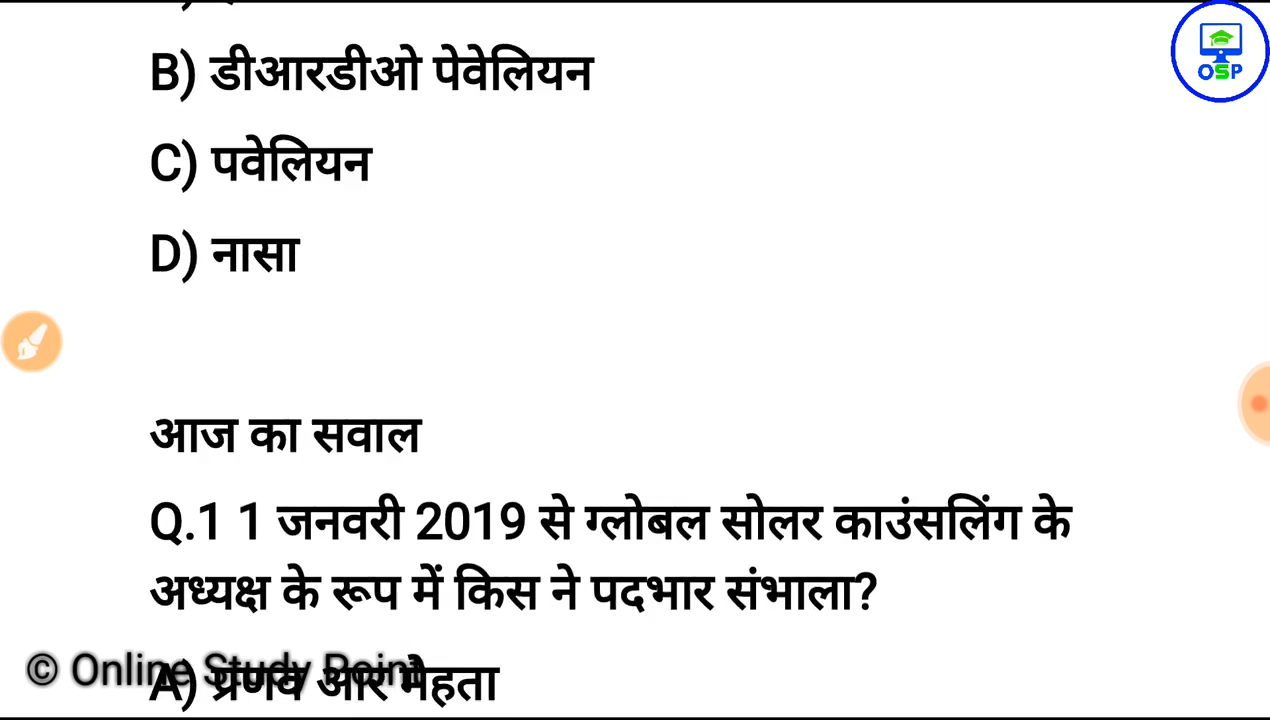 B) डीआरडीओ पेवेलियन
OSP
C) पवेलियन
D) नासा
आज का सवाल
Q.1 1 जनवरी 2019 से ग्लोबल सोलर काउंसलिंग के
अध्यक्ष के रूप में किस ने पदभार संभाला?
© Online Study Point
A) प्रणव आर मेहता